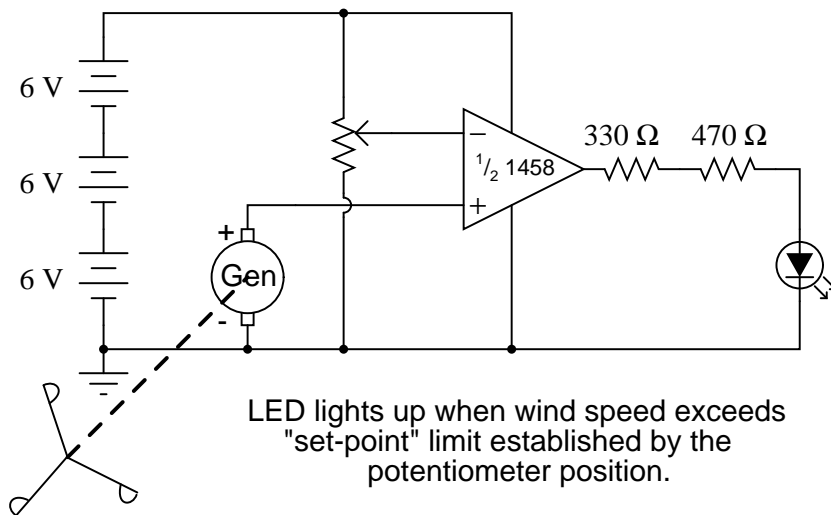 6 V
6 V
6 V
330 Ω 470 Ω
−
1/2 1458
+
+
Gen
-
LED lights up when wind speed exceeds
"set-point" limit established by the
potentiometer position.